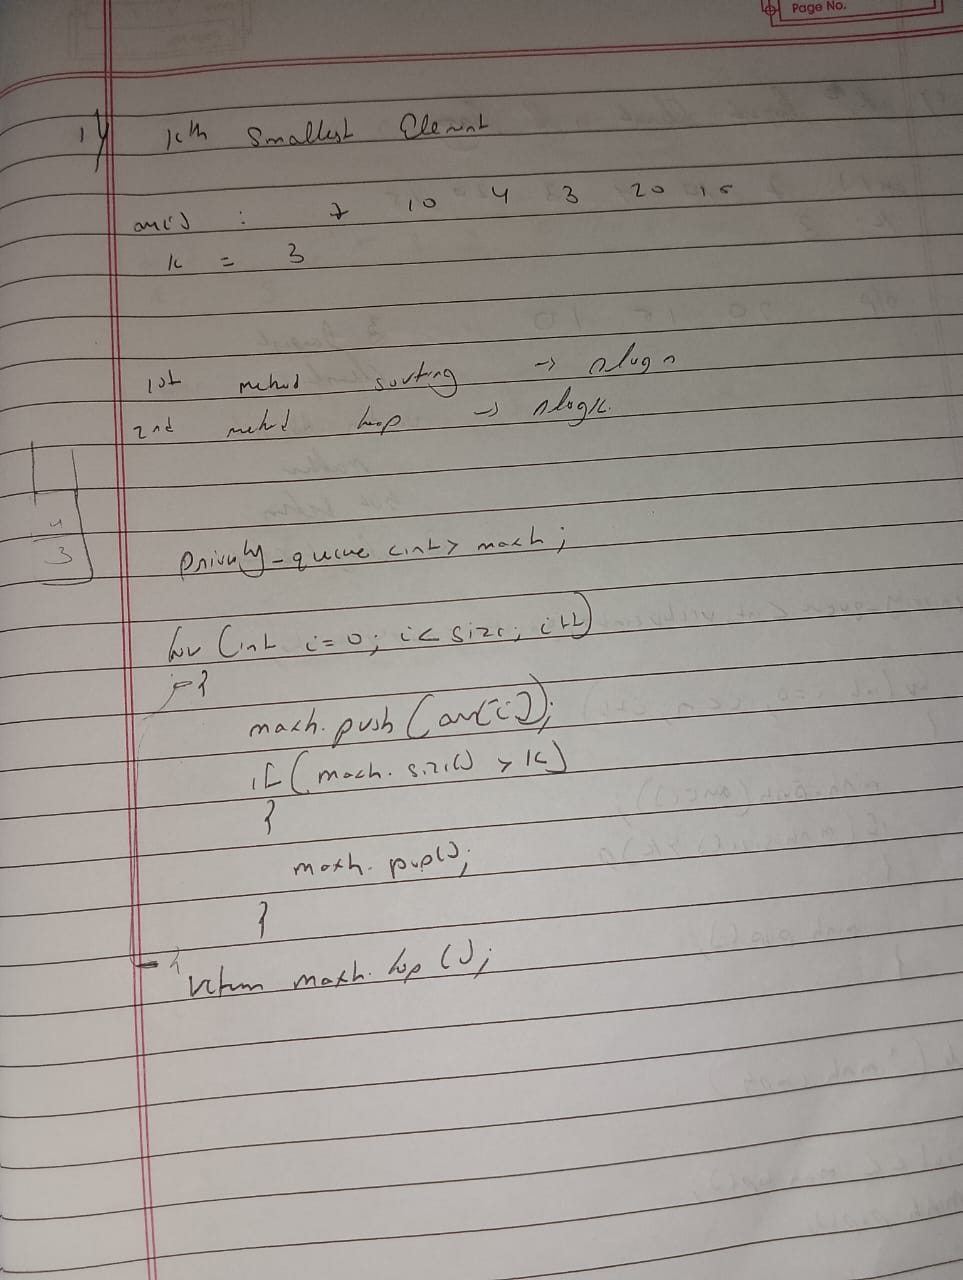 Page No.
1) Kth Smallest Element
arr[] : 7 10 4 3 20 15
k = 3
1st method sorting -> nlogn
2nd method heap -> nlogk.
4
3
priority_queue <int> maxh;
for (int i=0; i< size; i++)
{
maxh. push (arr[i]);
if (maxh. size() > k)
{
maxh. pop();
}
}
return maxh. top ();